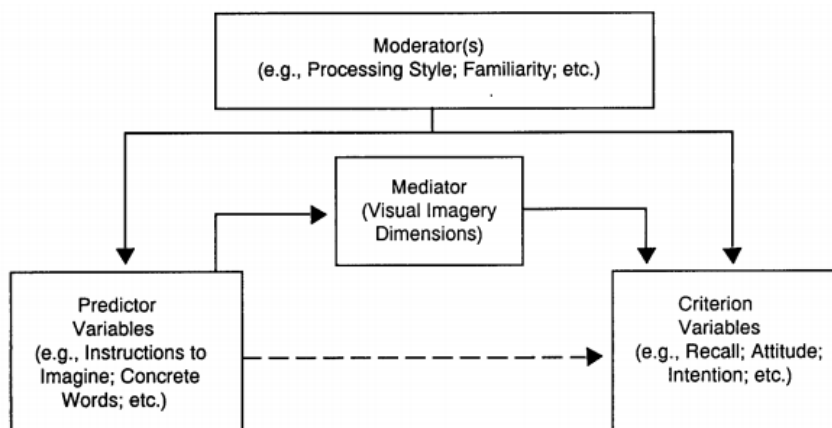 Moderator(s)
(e.g., Processing Style; Familiarity; etc.)
Mediator
(Visual Imagery
Dimensions)
Predictor
Variables
(e.g., Instructions to
Imagine; Concrete
Words; etc.)
Criterion
Variables
(e.g., Recall; Attitude;
Intention; etc.)